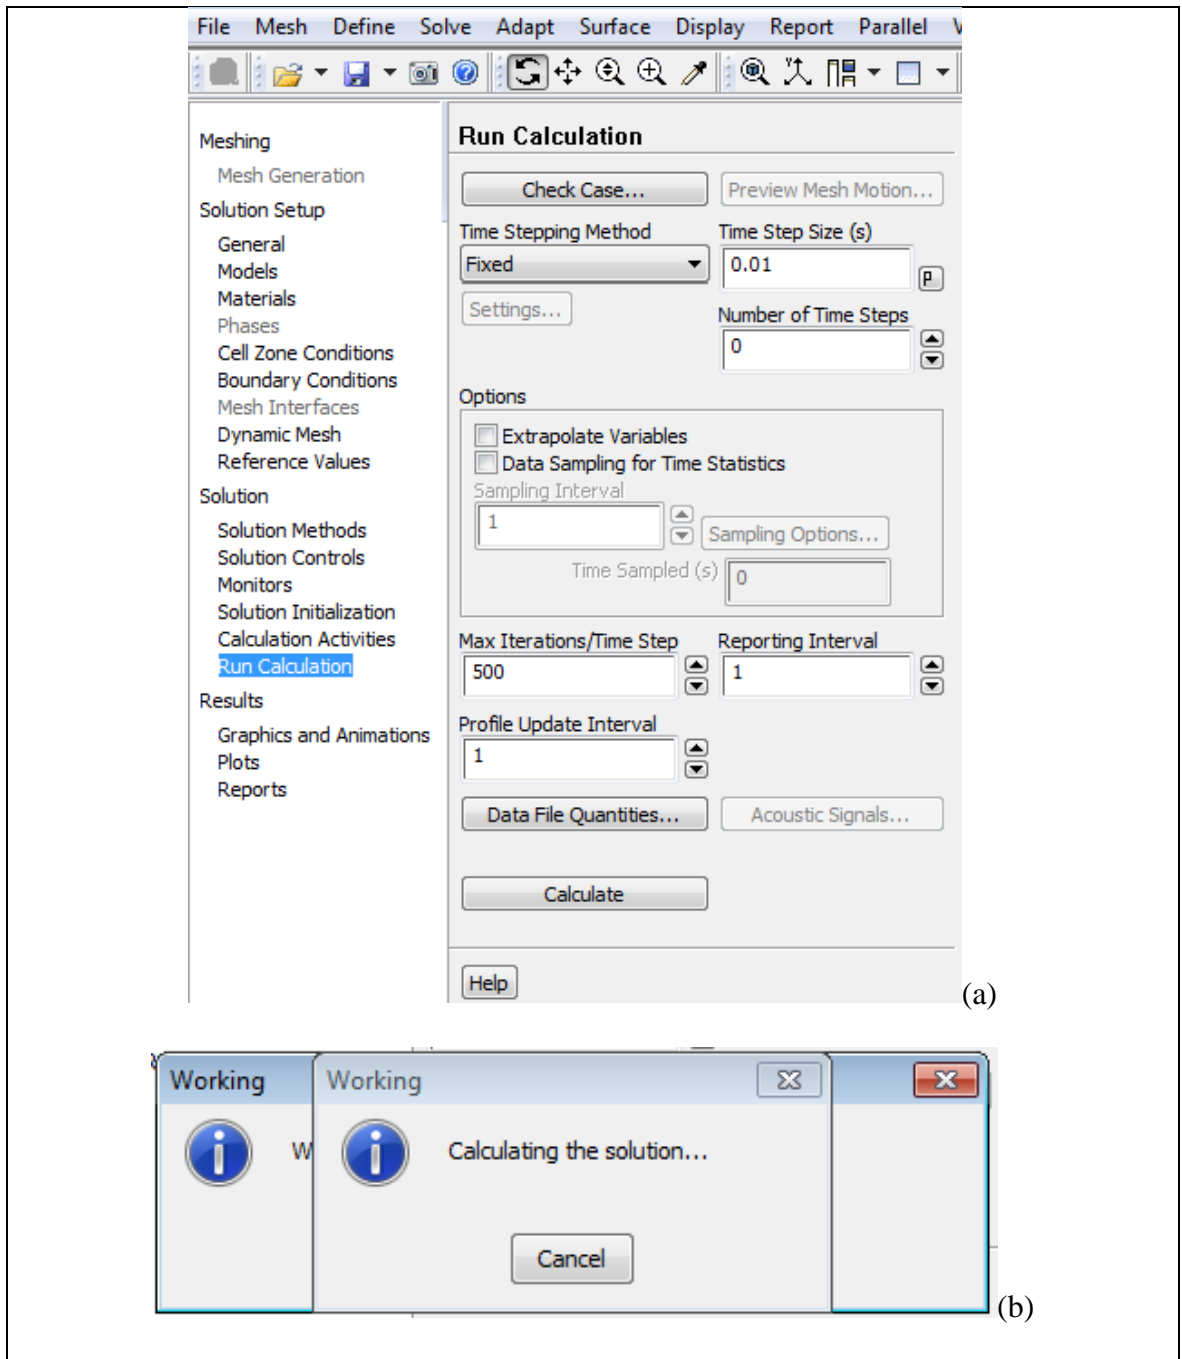 File Mesh Define Solve Adapt Surface Display Report Parallel
Meshing
Mesh Generation
Solution Setup
General
Models
Materials
Phases
Cell Zone Conditions
Boundary Conditions
Mesh Interfaces
Dynamic Mesh
Reference Values
Solution
Solution Methods
Solution Controls
Monitors
Solution Initialization
Calculation Activities
Run Calculation
Results
Graphics and Animations
Plots
Reports
Run Calculation
Check Case... Preview Mesh Motion...
Time Stepping Method Time Step Size (s)
Fixed 0.01 P
Settings... Number of Time Steps
0
Options
Extrapolate Variables
Data Sampling for Time Statistics
Sampling Interval
1 Sampling Options...
Time Sampled (s) 0
Max Iterations/Time Step Reporting Interval
500 1
Profile Update Interval
1
Data File Quantities... Acoustic Signals...
Calculate
Help
(a)
Working Working
W Calculating the solution...
Cancel
(b)